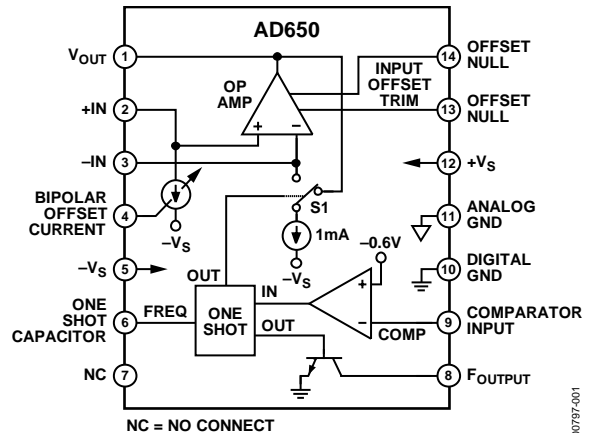 AD650
VOUT
1
+IN
2
–IN
3
BIPOLAR
OFFSET
CURRENT
4
–VS
5
ONE
SHOT
CAPACITOR
6
NC
7
OP
AMP
+
–
INPUT
OFFSET
TRIM
S1
1mA
–VS
–VS
–0.6V
OUT
FREQ
ONE
SHOT
IN
OUT
+
–
COMP
14
OFFSET
NULL
13
OFFSET
NULL
12
+VS
11
ANALOG
GND
10
DIGITAL
GND
9
COMPARATOR
INPUT
8
FOUTPUT
NC = NO CONNECT
00797-001